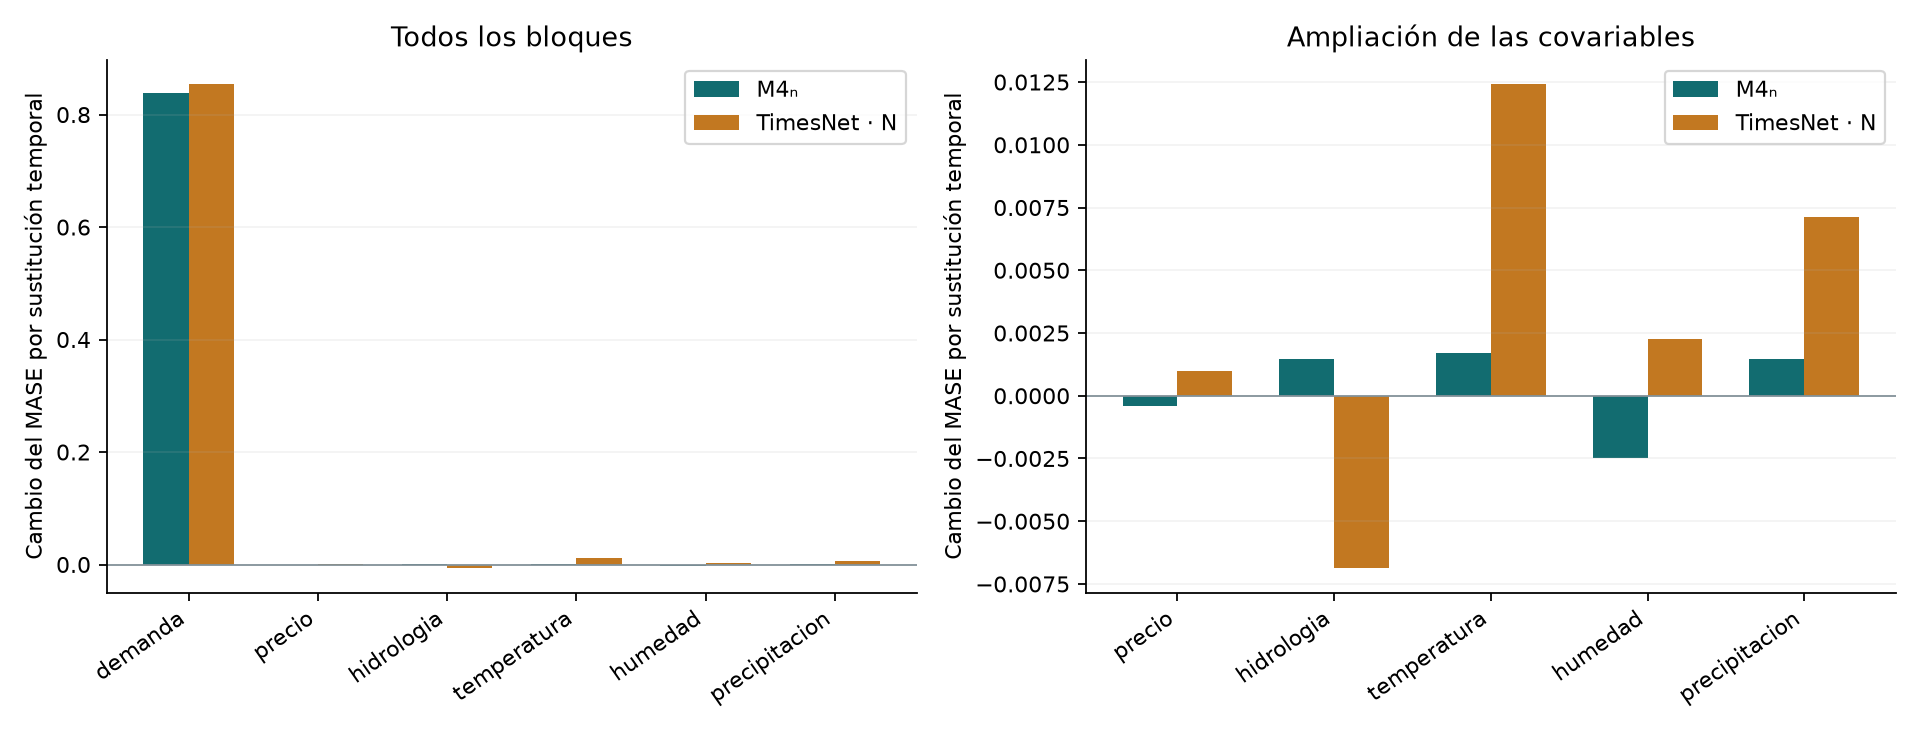 Todos los bloques
Cambio del MASE por sustitución temporal
0.8
0.6
0.4
0.2
0.0
M4ₙ
TimesNet · N
demanda
precio
hidrologia
temperatura
humedad
precipitacion
Ampliación de las covariables
Cambio del MASE por sustitución temporal
0.0125
0.0100
0.0075
0.0050
0.0025
0.0000
−0.0025
−0.0050
−0.0075
M4ₙ
TimesNet · N
precio
hidrologia
temperatura
humedad
precipitacion